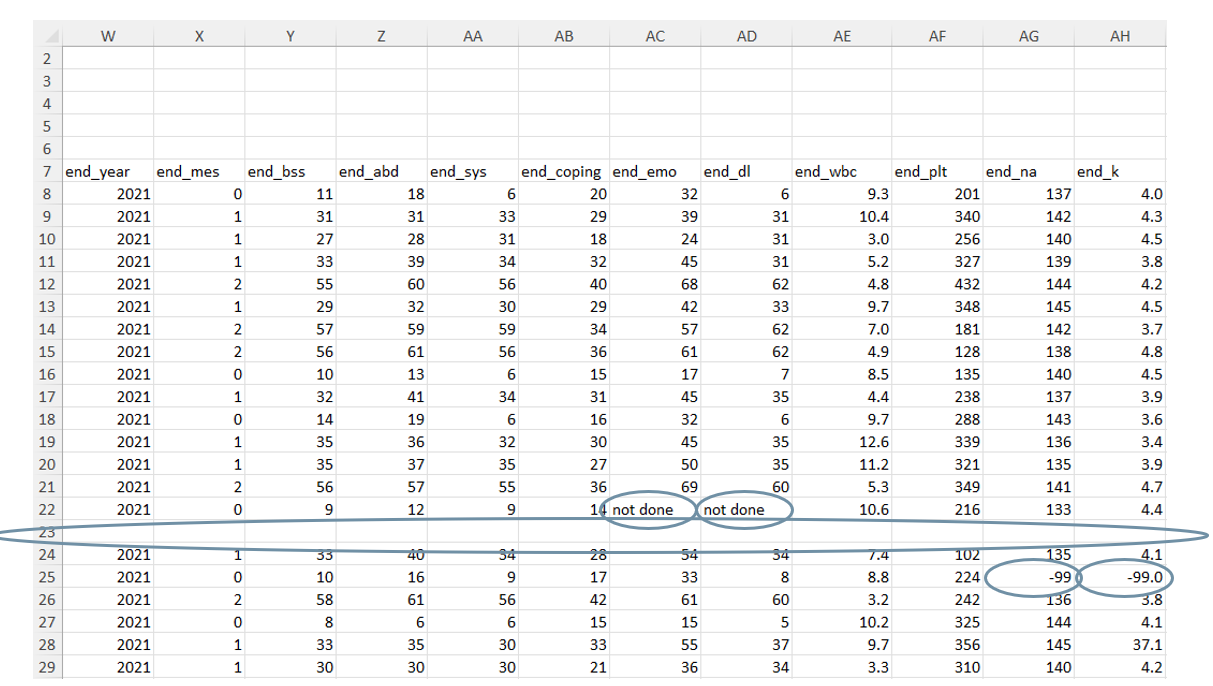 W X Y Z AA AB AC AD AE AF AG AH
2
3
4
5
6
7 end_year end_mes end_bss end_abd end_sys end_coping end_emo end_dl end_wbc end_plt end_na end_k
8 2021 0 11 18 6 20 32 6 9.3 201 137 4.0
9 2021 1 31 31 33 29 39 31 10.4 340 142 4.3
10 2021 1 27 28 31 18 24 31 3.0 256 140 4.5
11 2021 1 33 39 34 32 45 31 5.2 327 139 3.8
12 2021 2 55 60 56 40 68 62 4.8 432 144 4.2
13 2021 1 29 32 30 29 42 33 9.7 348 145 4.5
14 2021 2 57 59 59 34 57 62 7.0 181 142 3.7
15 2021 2 56 61 56 36 61 62 4.9 128 138 4.8
16 2021 0 10 13 6 15 17 7 8.5 135 140 4.5
17 2021 1 32 41 34 31 45 35 4.4 238 137 3.9
18 2021 0 14 19 6 16 32 6 9.7 288 143 3.6
19 2021 1 35 36 32 30 45 35 12.6 339 136 3.4
20 2021 1 35 37 35 27 50 35 11.2 321 135 3.9
21 2021 2 56 57 55 36 69 60 5.3 349 141 4.7
22 2021 0 9 12 9 14 not done not done 10.6 216 133 4.4
23
24 2021 1 33 40 34 28 54 34 7.4 102 135 4.1
25 2021 0 10 16 9 17 33 8 8.8 224 -99 -99.0
26 2021 2 58 61 56 42 61 60 3.2 242 136 3.8
27 2021 0 8 6 6 15 15 5 10.2 325 144 4.1
28 2021 1 33 35 30 33 55 37 9.7 356 145 37.1
29 2021 1 30 30 30 21 36 34 3.3 310 140 4.2